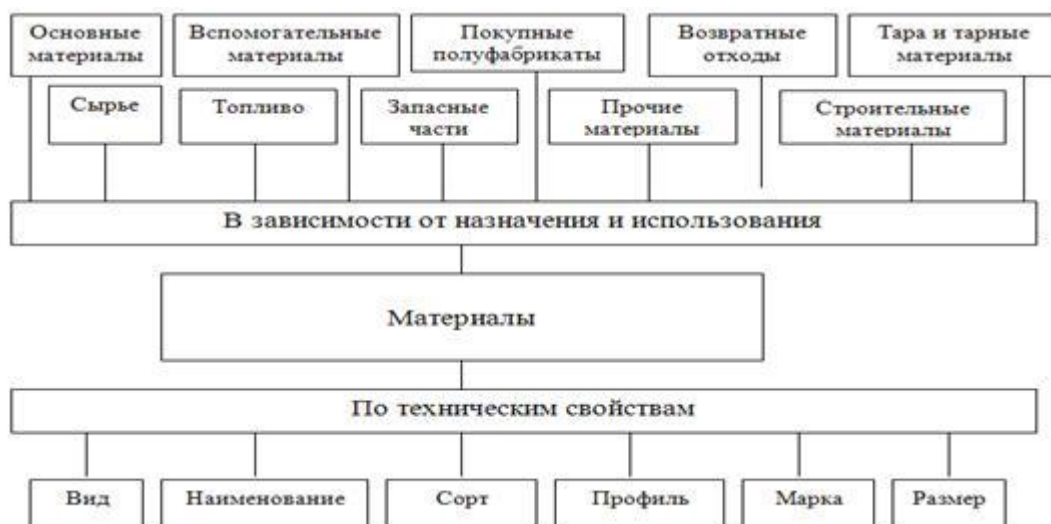 Основные
материалы
Вспомогательные
материалы
Покупные
полуфабрикаты
Возвратные
отходы
Тара и тарные
материалы
Сырье
Топливо
Запасные
части
Прочие
материалы
Строительные
материалы
В зависимости от назначения и использования
Материалы
По техническим свойствам
Вид
Наименование
Сорт
Профиль
Марка
Размер